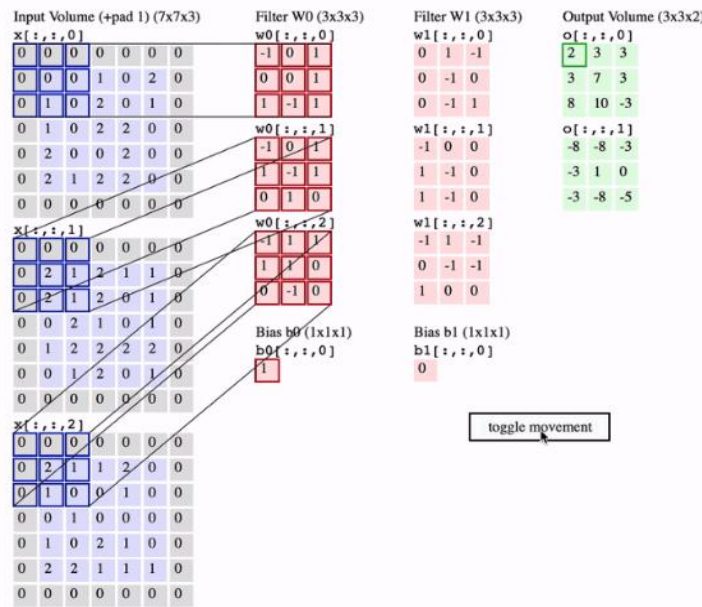 Input Volume (+pad 1) (7x7x3)
x[:,:,0]
0 0 0 0 0 0 0
0 0 0 1 0 2 0
0 1 0 2 0 1 0
0 1 0 2 2 0 0
0 2 0 0 2 0 0
0 2 1 2 2 0 0
0 0 0 0 0 0 0
x[:,:,1]
0 0 0 0 0 0 0
0 2 1 2 1 1 0
0 2 1 2 0 1 0
0 0 2 1 0 1 0
0 1 2 2 2 2 0
0 0 1 2 0 1 0
0 0 0 0 0 0 0
x[:,:,2]
0 0 0 0 0 0 0
0 2 1 1 2 0 0
0 1 0 0 1 0 0
0 0 1 0 0 0 0
0 1 0 2 1 0 0
0 2 2 1 1 1 0
0 0 0 0 0 0 0
Filter W0 (3x3x3)
w0[:,:,0]
-1 0 1
0 0 1
1 -1 1
w0[:,:,1]
-1 0 1
1 -1 1
0 1 0
w0[:,:,2]
-1 1 1
1 1 0
0 -1 0
Bias b0 (1x1x1)
b0[:,:,0]
1
Filter W1 (3x3x3)
w1[:,:,0]
0 1 -1
0 -1 0
0 -1 1
w1[:,:,1]
-1 0 0
1 -1 0
1 -1 0
w1[:,:,2]
-1 1 -1
0 -1 -1
1 0 0
Bias b1 (1x1x1)
b1[:,:,0]
0
Output Volume (3x3x2)
o[:,:,0]
2 3 3
3 7 3
8 10 -3
o[:,:,1]
-8 -8 -3
-3 1 0
-3 -8 -5
toggle movement